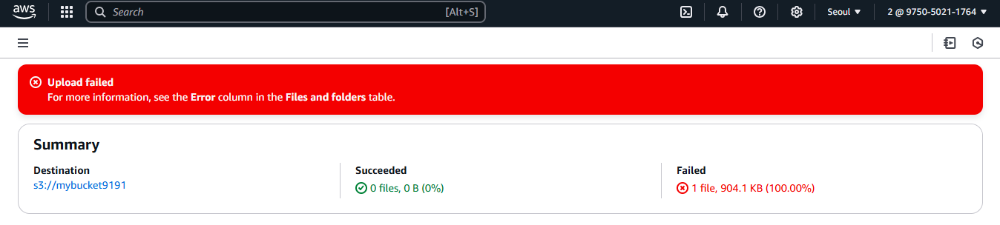 aws
Search [Alt+S] Seoul 2 @ 9750-5021-1764
Upload failed
For more information, see the Error column in the Files and folders table.
Summary
Destination
s3://mybucket9191
Succeeded
0 files, 0 B (0%)
Failed
1 file, 904.1 KB (100.00%)